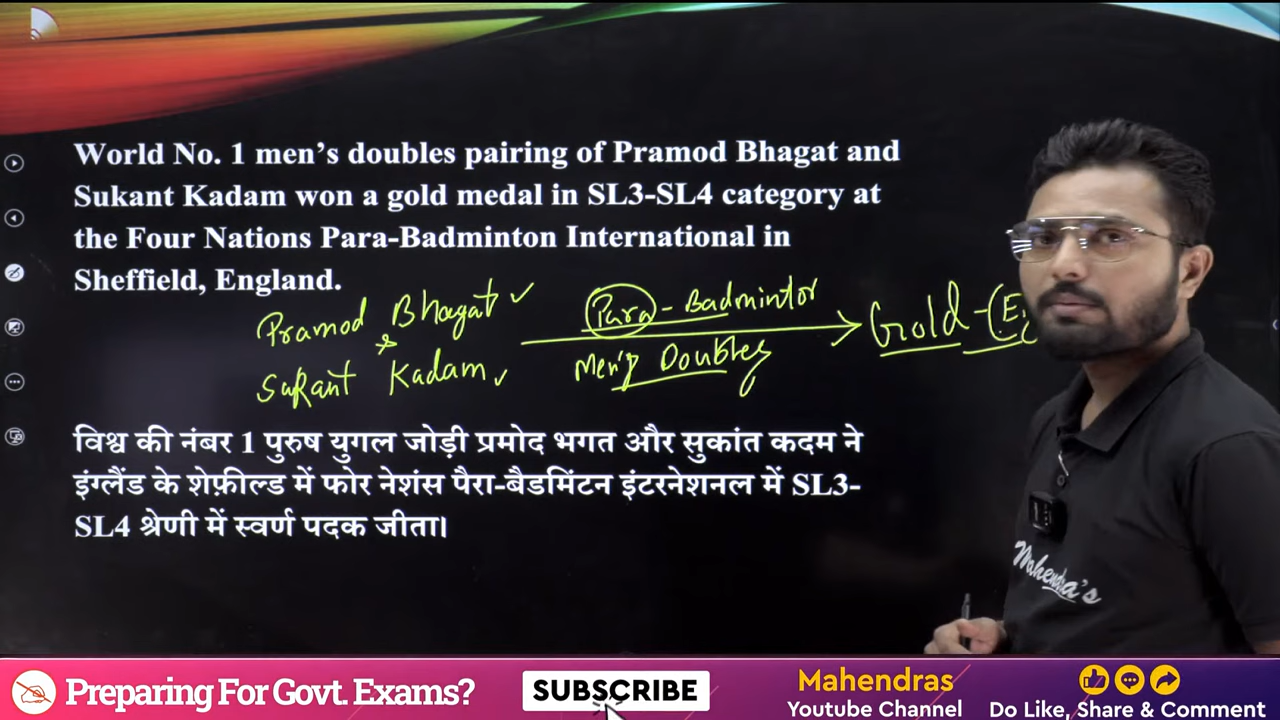 World No. 1 men's doubles pairing of Pramod Bhagat and
Sukant Kadam won a gold medal in SL3-SL4 category at
the Four Nations Para-Badminton International in
Sheffield, England.
Pramod Bhagat
&
Sukant Kadam
Para-Badminton
Men's Doubles
Gold - (E
विश्व की नंबर 1 पुरुष युगल जोड़ी प्रमोद भगत और सुकांत कदम ने
इंग्लैंड के शेफ़ील्ड में फोर नेशंस पैरा-बैडमिंटन इंटरनेशनल में SL3-
SL4 श्रेणी में स्वर्ण पदक जीता।
Mahendra's
Preparing For Govt. Exams?
SUBSCRIBE
Mahendras
Youtube Channel
Do Like, Share & Comment